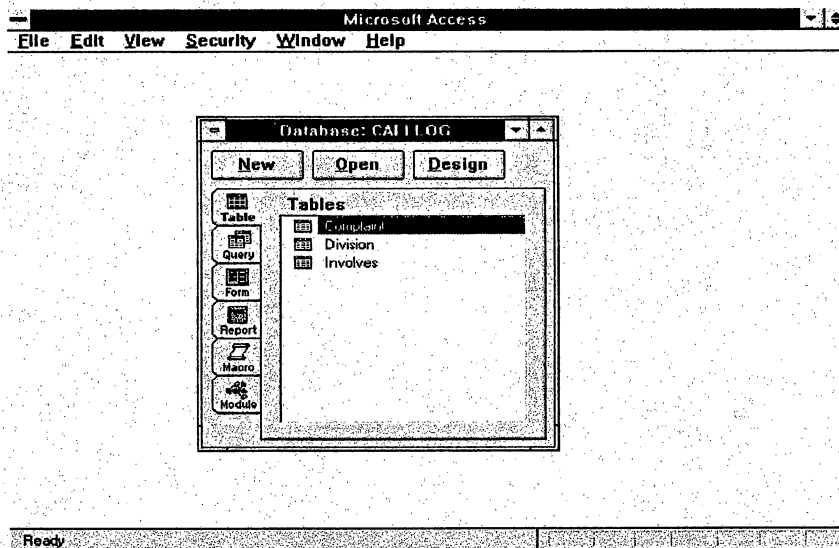 Microsoft Access
File Edit View Security Window Help
Database: CALLLOG
New Open Design
Table
Tables
Complaint
Division
Involves
Query
Form
Report
Macro
Module
Ready